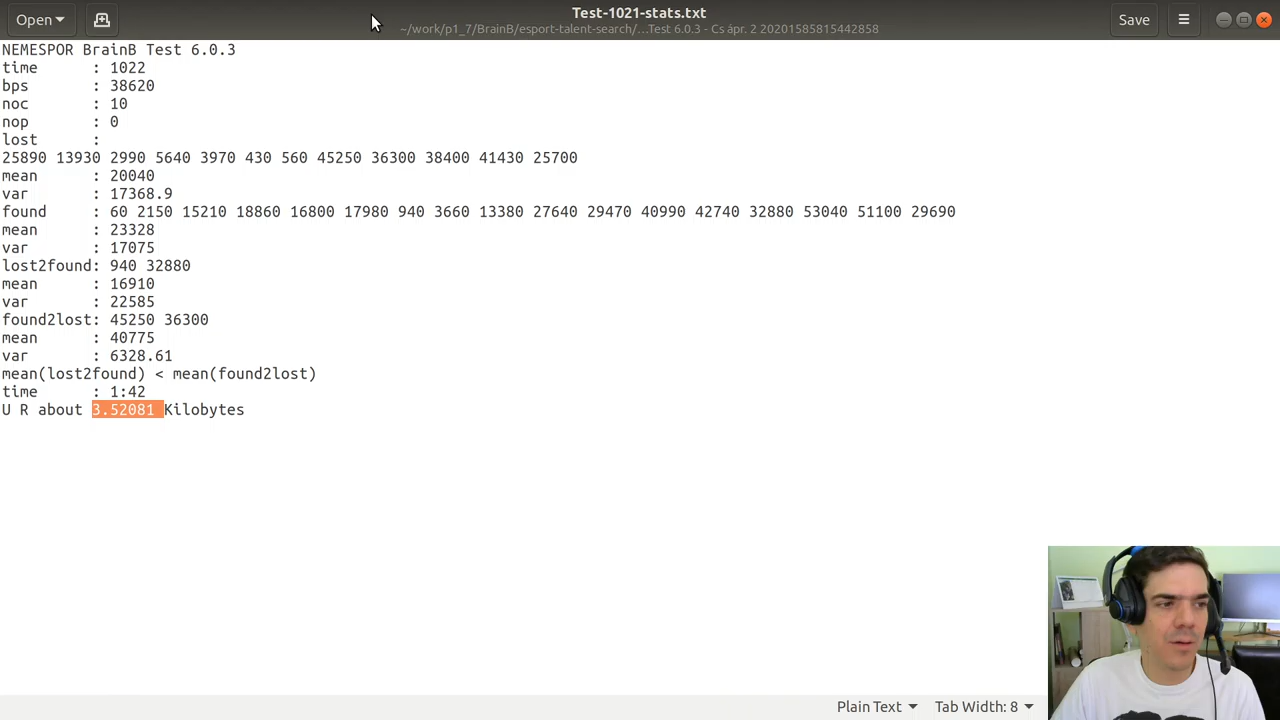 Open
Test-1021-stats.txt
~/work/p1_7/BrainB/esport-talent-search/...Test 6.0.3 - Cs ápr. 2 20201585815442858
Save
NEMESPOR BrainB Test 6.0.3
time      : 1022
bps       : 38620
noc       : 10
nop       : 0
lost      :
25890 13930 2990 5640 3970 430 560 45250 36300 38400 41430 25700
mean      : 20040
var       : 17368.9
found     : 60 2150 15210 18860 16800 17980 940 3660 13380 27640 29470 40990 42740 32880 53040 51100 29690
mean      : 23328
var       : 17075
lost2found: 940 32880
mean      : 16910
var       : 22585
found2lost: 45250 36300
mean      : 40775
var       : 6328.61
mean(lost2found) < mean(found2lost)
time      : 1:42
U R about 3.52081 Kilobytes
Plain Text
Tab Width: 8